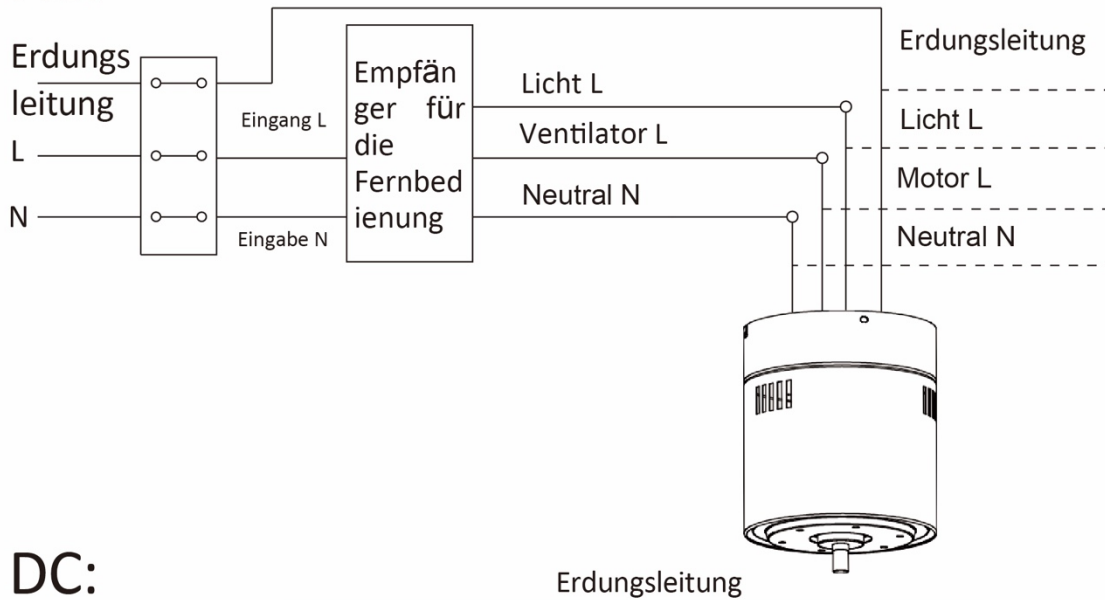 Erdungs
leitung
L
N
Eingang L
Eingabe N
Empfän
ger für
die
Fernbed
ienung
Licht L
Ventilator L
Neutral N
Erdungsleitung
Licht L
Motor L
Neutral N
DC:
Erdungsleitung